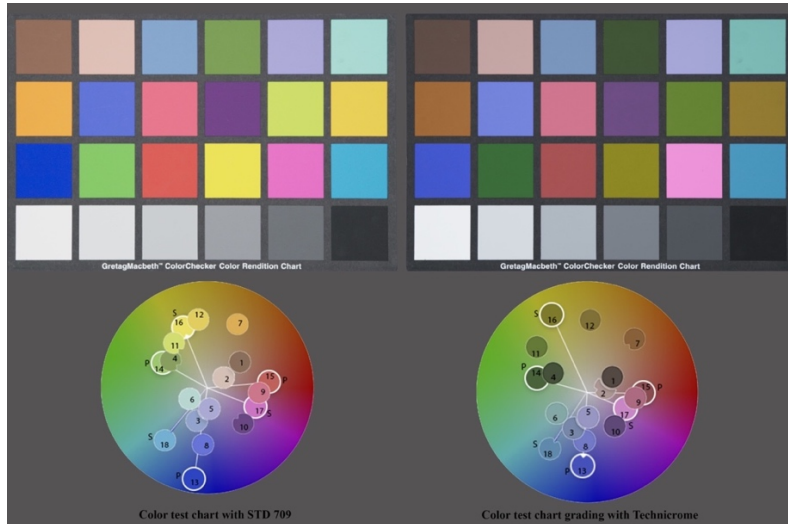 GretagMacbeth™ ColorChecker Color Rendition Chart
GretagMacbeth™ ColorChecker Color Rendition Chart
S
16
12
7
11
4
14
P
1
2
15
P
9
6
5
17
S
3
10
S
18
8
P
13
S
16
12
7
11
P
14
4
1
2
15
P
9
6
5
17
S
3
10
S
18
8
P
13
Color test chart with STD 709
Color test chart grading with Technicrome